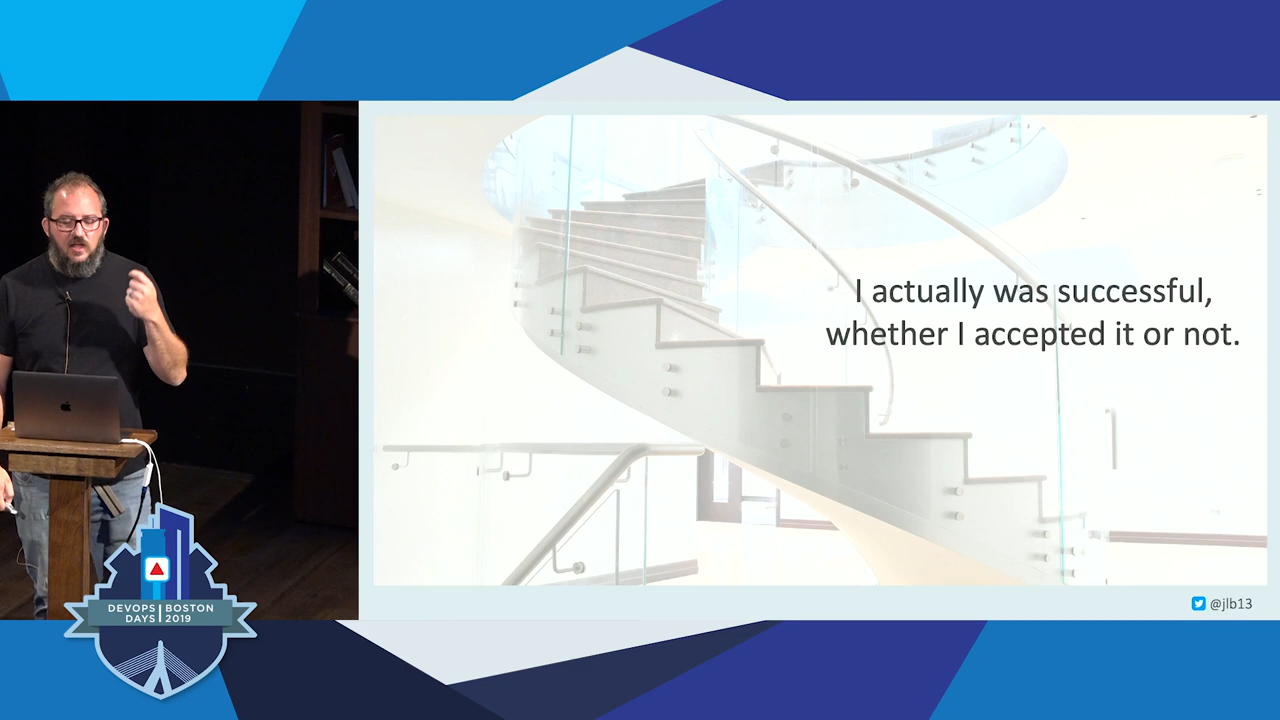 I actually was successful,
whether I accepted it or not.
@jlb13
DEVOPS BOSTON
DAYS 2019